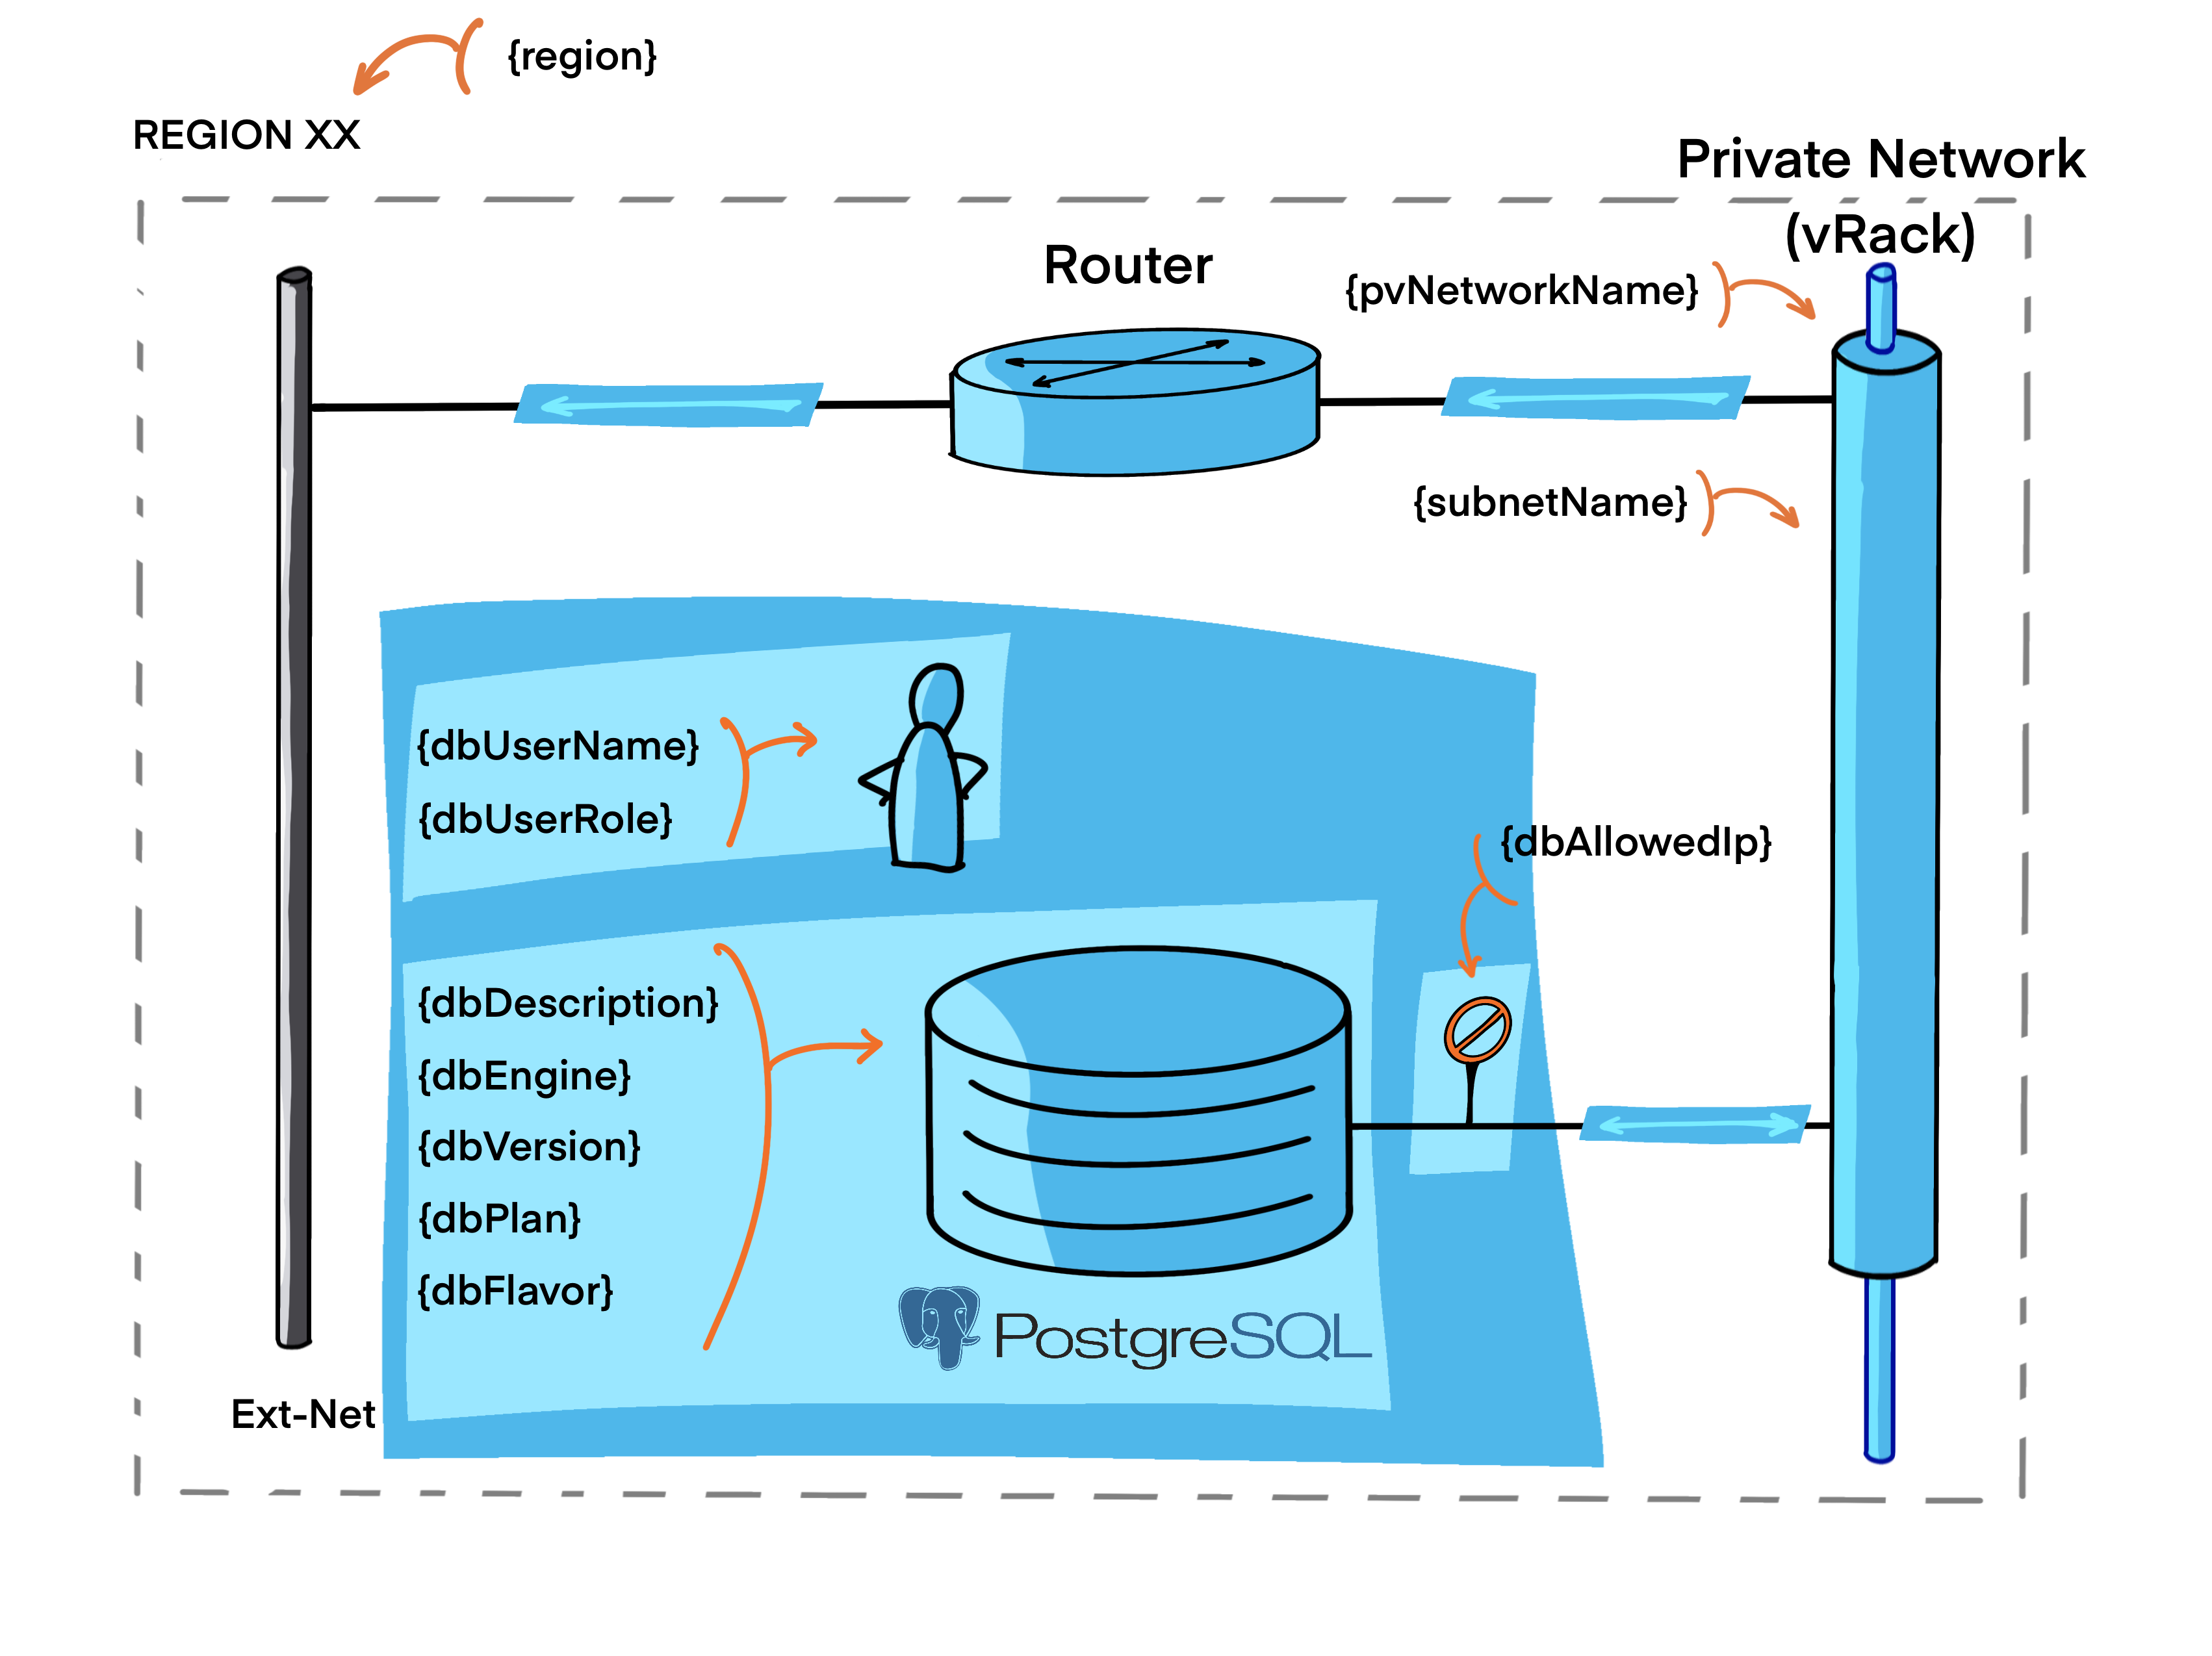 {region}
REGION XX
Private Network
(vRack)
Router
{pvNetworkName}
{subnetName}
{dbUserName}
{dbUserRole}
{dbAllowedIp}
{dbDescription}
{dbEngine}
{dbVersion}
{dbPlan}
{dbFlavor}
PostgreSQL
Ext-Net